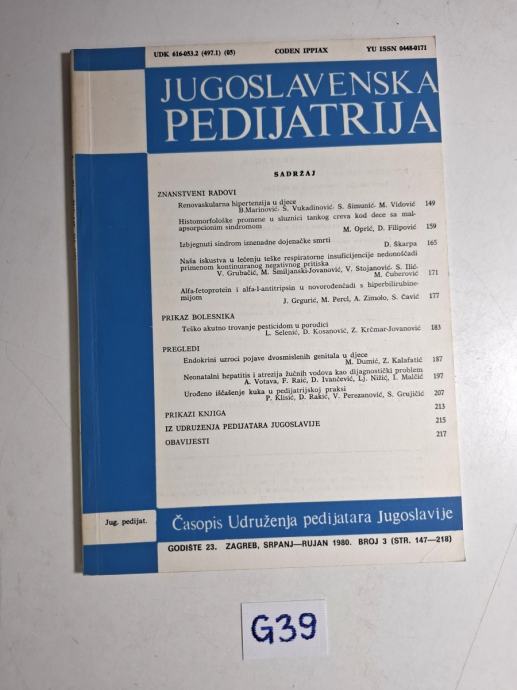 UDK 616-053.2 (497.1) (05) CODEN IPPIAX YU ISSN 0448-0171
JUGOSLAVENSKA
PEDIJATRIJA
SADRŽAJ
ZNANSTVENI RADOVI
Renovaskularna hipertenzija u djece
B.Marinović. S. Vukadinović. S. Šimunić. M. Vidović 149
Histomorfološke promene u sluznici tankog creva kod dece sa mal-
apsorpcionim sindromom M. Oprić, D. Filipović 159
Izbjegnuti sindrom iznenadne dojenačke smrti D. Škarpa 165
Naša iskustva u lečenju teške respiratorne insuficijencije nedonoščadi
primenom kontinuiranog negativnog pritiska
V. Grubačić, M. Smiljanski-Jovanović, V. Stojanović. S. Ilić.
M. Čuberović 171
Alfa-fetoprotein i alfa-l-antitripsin u novorođenčadi s hiperbilirubine-
mijom J. Grgurić, M. Percl, A. Zimolo, S. Čavić 177
PRIKAZ BOLESNIKA
Teško akutno trovanje pesticidom u porodici
L. Selenić, D. Kosanović, Z. Krčmar-Jovanović 183
PREGLEDI
Endokrini uzroci pojave dvosmislenih genitala u djece
M. Dumić, Z. Kalafatić 187
Neonatalni hepatitis i atrezija žučnih vodova kao dijagnostički problem
A. Votava, F. Raić, D. Ivančević, Lj. Nižić, I. Malčić 197
Urođeno iščašenje kuka u pedijatrijskoj praksi
P. Klisić, D. Rakić, V. Perezanović, S. Grujičić 207
PRIKAZI KNJIGA 213
IZ UDRUŽENJA PEDIJATARA JUGOSLAVIJE 215
OBAVIJESTI 217
Jug. pedijat.
Časopis Udruženja pedijatara Jugoslavije
GODIŠTE 23. ZAGREB, SRPANJ—RUJAN 1980. BROJ 3 (STR. 147—218)
G39